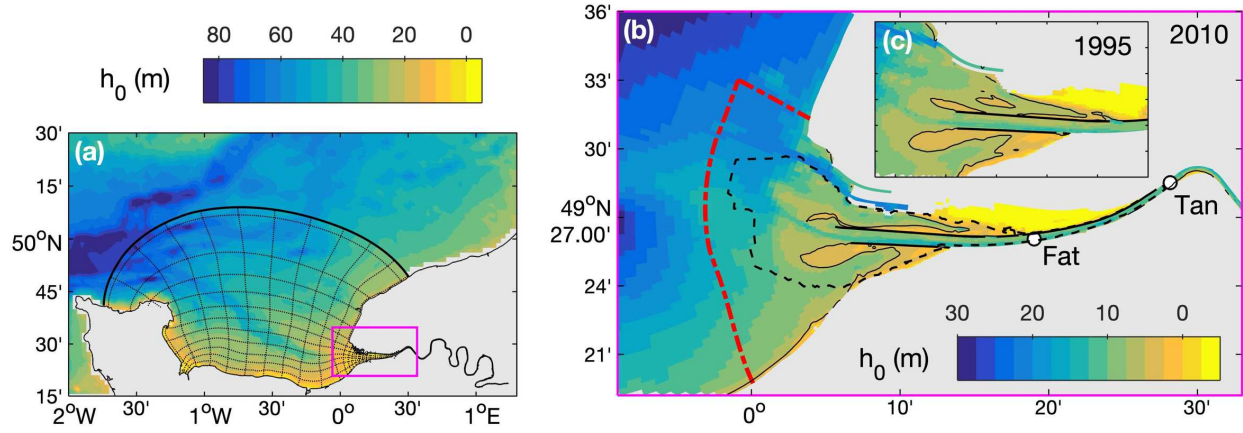 80 60 40 20 0
h0 (m)
(a)
30'
15'
50°N
45'
30'
15'
2°W 30' 1°W 30' 0° 30' 1°E
(b)
(c)
1995
2010
36'
33'
30'
49°N
27.00'
24'
21'
Tan
Fat
h0 (m)
30 20 10 0
0° 10' 20' 30'